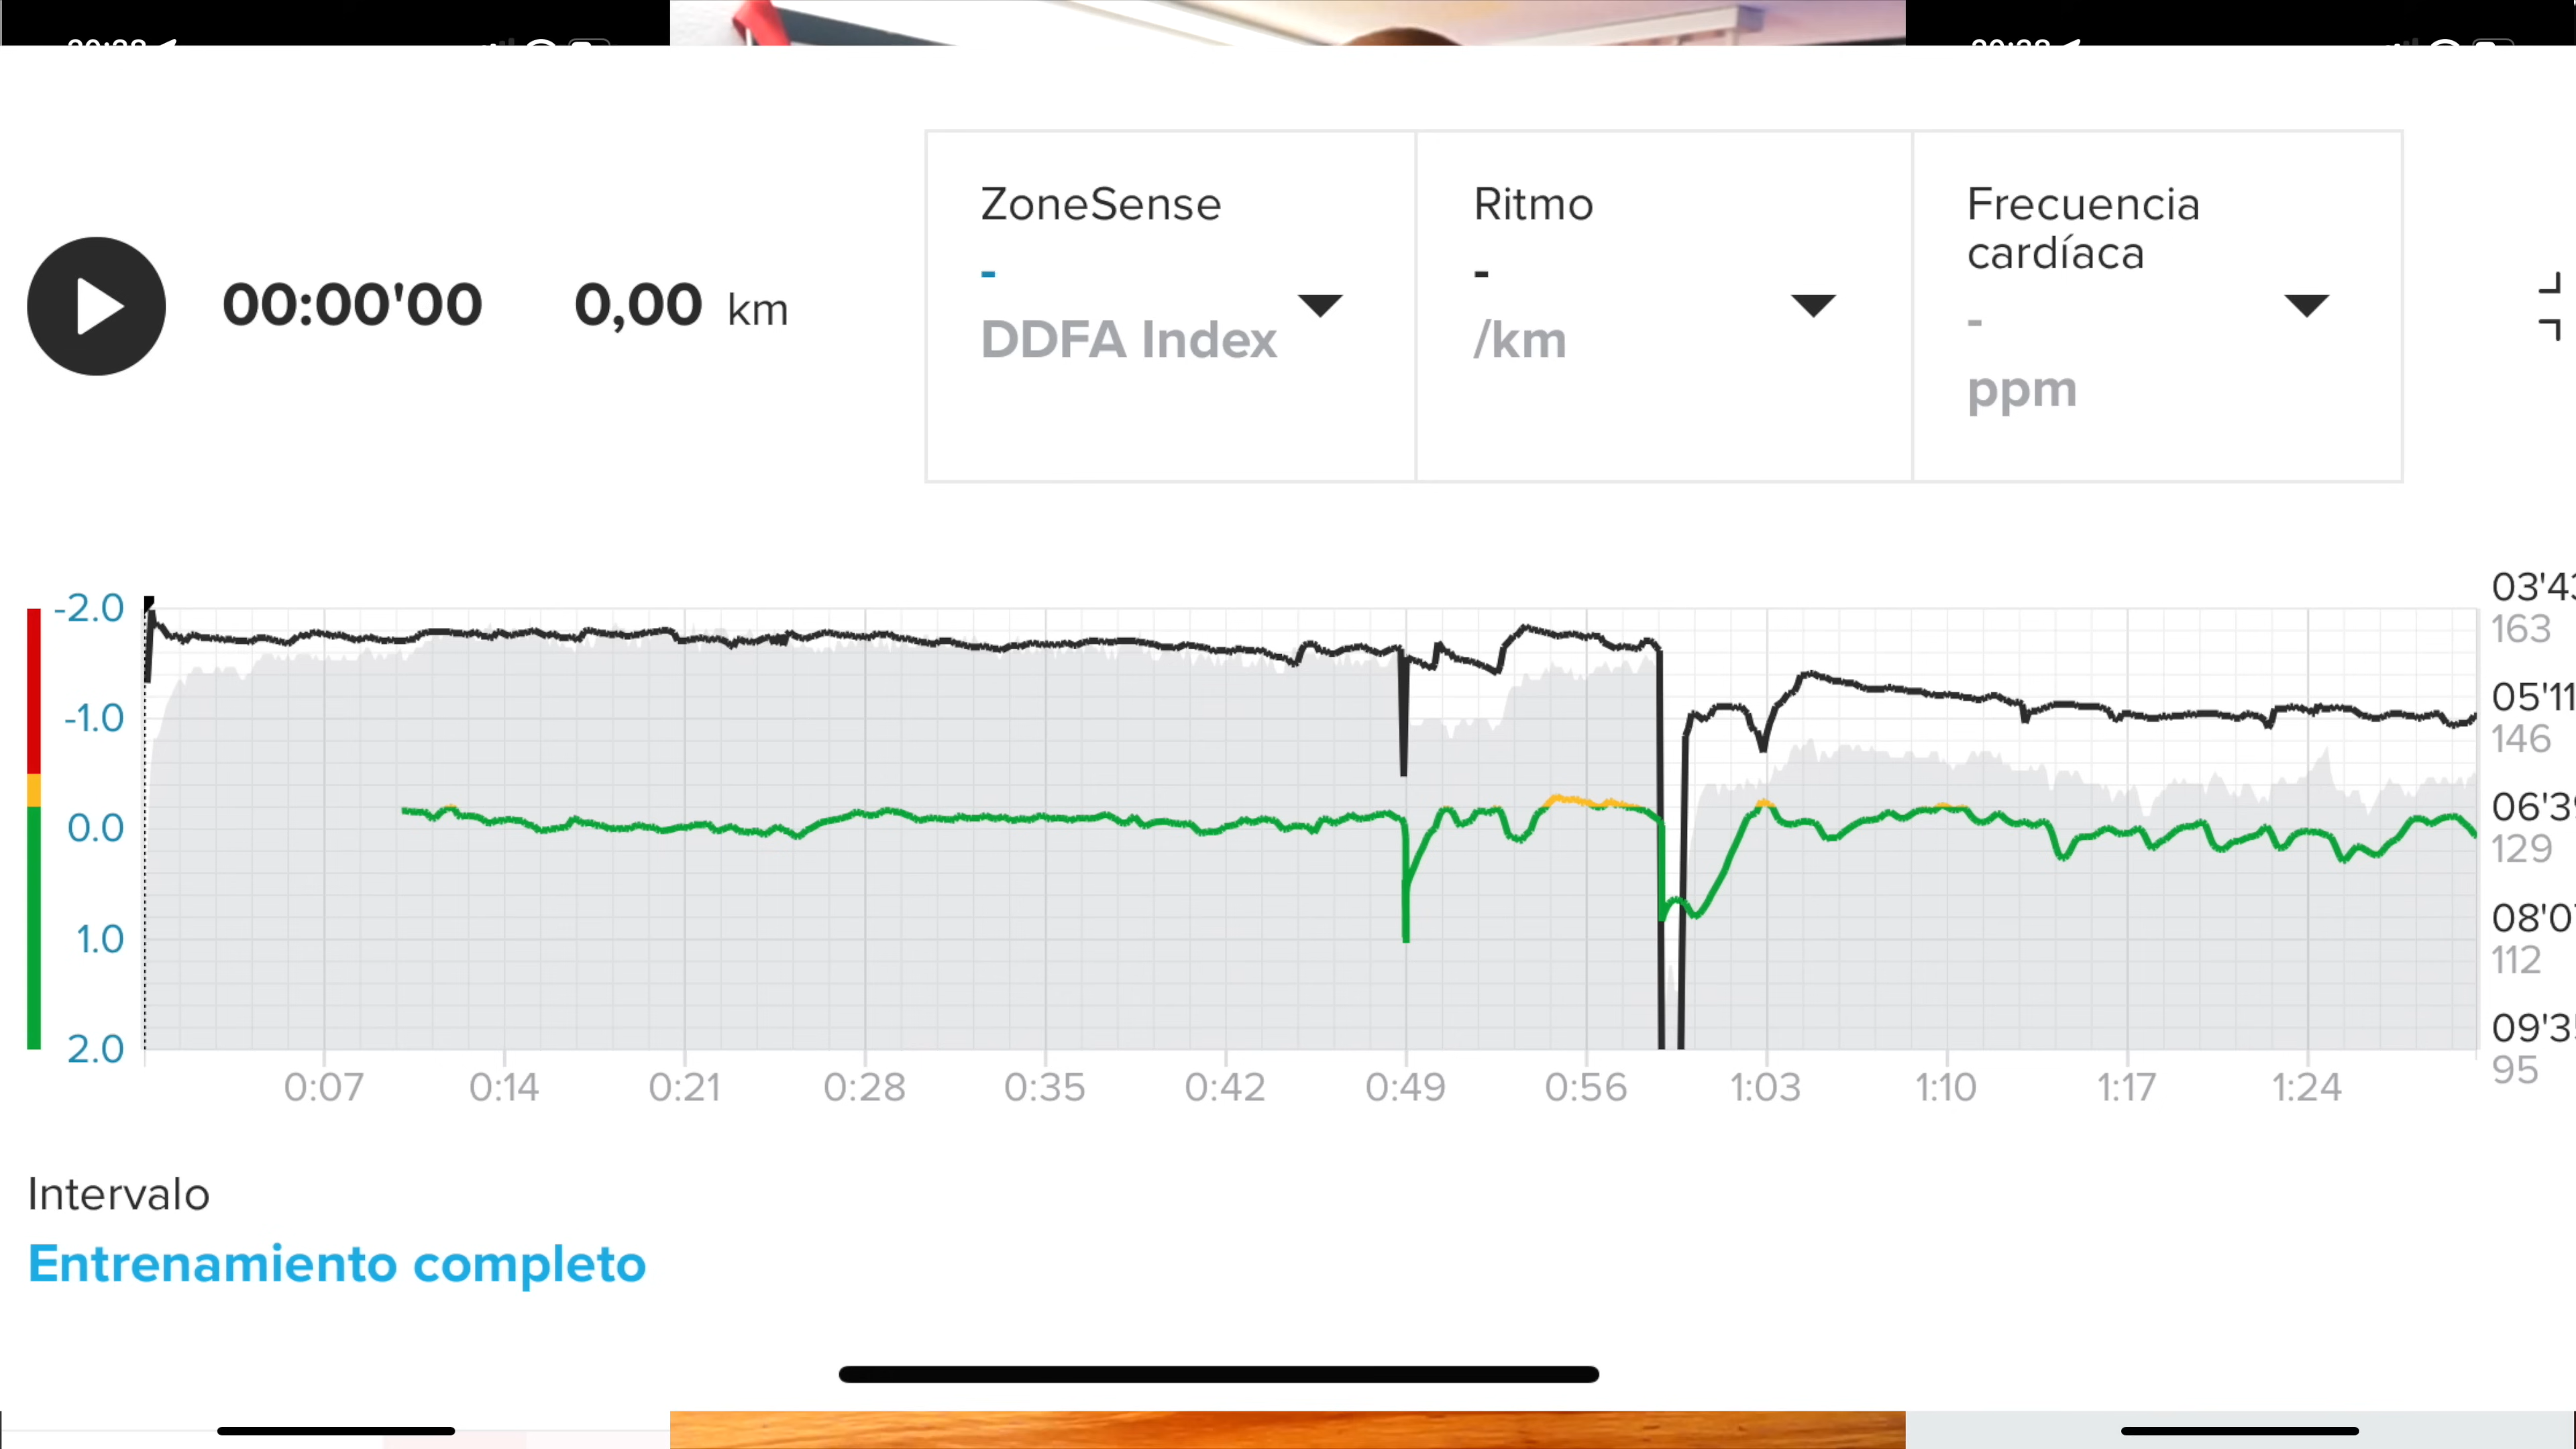 ZoneSense
-
DDFA Index
Ritmo
-
/km
Frecuencia
cardíaca
-
ppm
00:00'00
0,00 km
-2.0
-1.0
0.0
1.0
2.0
163
05'11
146
129
112
95
0:07
0:14
0:21
0:28
0:35
0:42
0:49
0:56
1:03
1:10
1:17
1:24
Intervalo
Entrenamiento completo